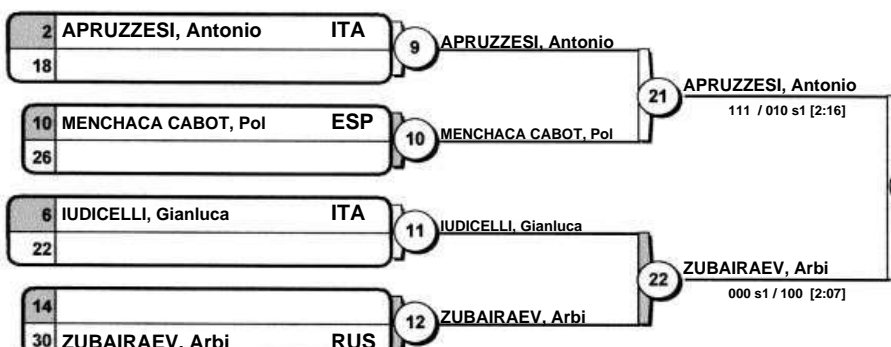 2 APRUZZESI, Antonio ITA
18
9 APRUZZESI, Antonio
10 MENCHACA CABOT, Pol ESP
26
10 MENCHACA CABOT, Pol
21 APRUZZESI, Antonio
111 / 010 s1 [2:16]
6 IUDICELLI, Gianluca ITA
22
11 IUDICELLI, Gianluca
14
30 ZUBAIRAEV, Arbi RUS
12 ZUBAIRAEV, Arbi
22 ZUBAIRAEV, Arbi
000 s1 / 100 [2:07]